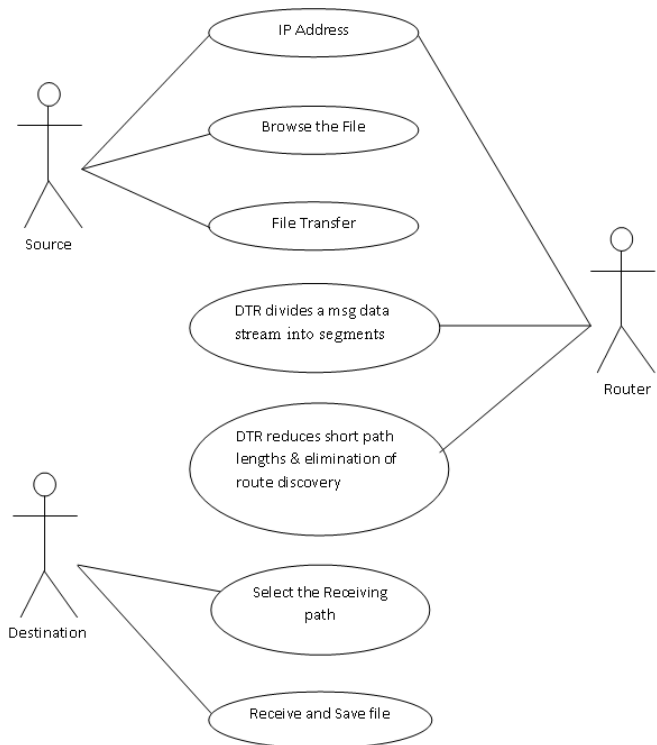 IP Address
Browse the File
File Transfer
Source
DTR divides a msg data
stream into segments
Router
DTR reduces short path
lengths & elimination of
route discovery
Select the Receiving
path
Destination
Receive and Save file